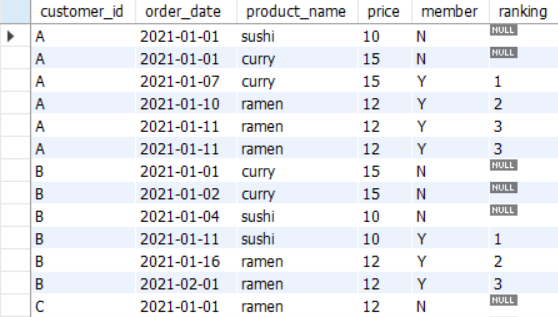 customer_id order_date product_name price member ranking
A 2021-01-01 sushi 10 N NULL
A 2021-01-01 curry 15 N NULL
A 2021-01-07 curry 15 Y 1
A 2021-01-10 ramen 12 Y 2
A 2021-01-11 ramen 12 Y 3
A 2021-01-11 ramen 12 Y 3
B 2021-01-01 curry 15 N NULL
B 2021-01-02 curry 15 N NULL
B 2021-01-04 sushi 10 N NULL
B 2021-01-11 sushi 10 Y 1
B 2021-01-16 ramen 12 Y 2
B 2021-02-01 ramen 12 Y 3
C 2021-01-01 ramen 12 N NULL